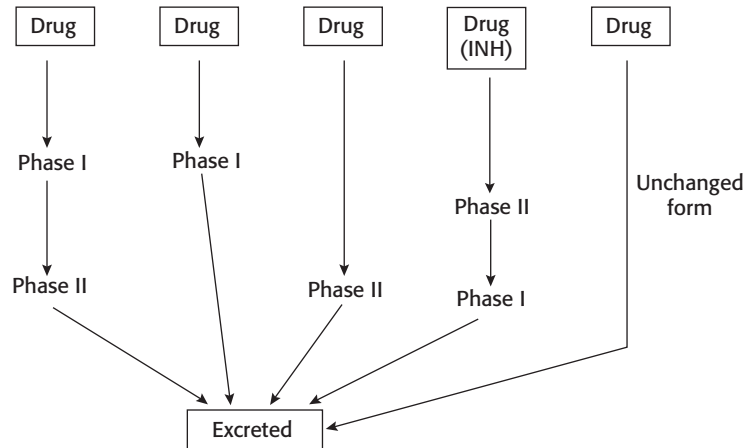 Drug
Drug
Drug
Drug
(INH)
Drug
Phase I
Phase I
Unchanged
form
Phase II
Phase II
Phase II
Phase I
Excreted